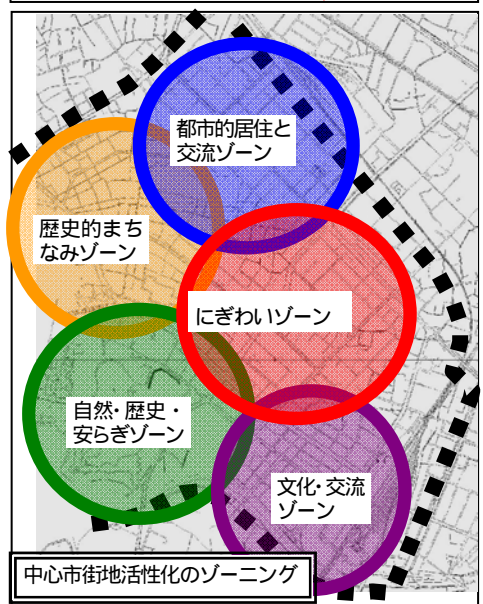 都市的居住と
交流ゾーン
歴史的まち
なみゾーン
にぎわいゾーン
自然・歴史・
安らぎゾーン
文化・交流
ゾーン
中心市街地活性化のゾーニング